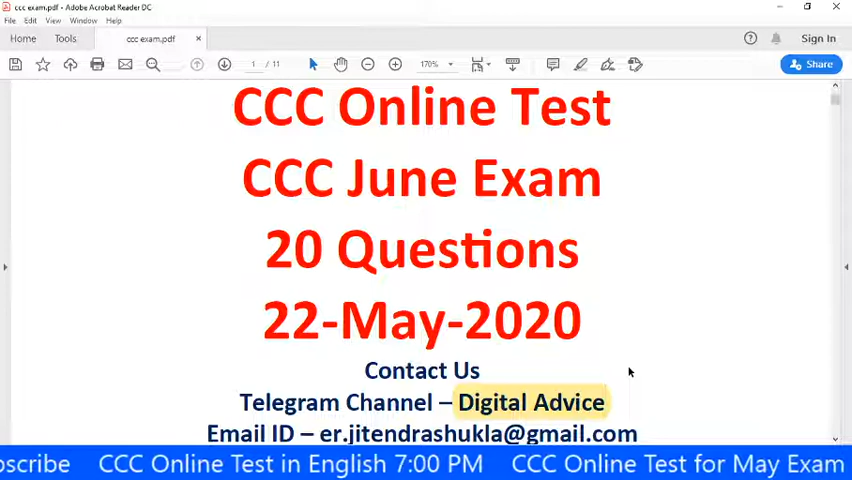 ccc exam.pdf - Adobe Acrobat Reader DC
File Edit View Window Help
Home Tools ccc exam.pdf × Sign In
1 / 11 170% Share
CCC Online Test
CCC June Exam
20 Questions
22-May-2020
Contact Us
Telegram Channel – Digital Advice
Email ID – er.jitendrashukla@gmail.com
oscribe CCC Online Test in English 7:00 PM CCC Online Test for May Exam